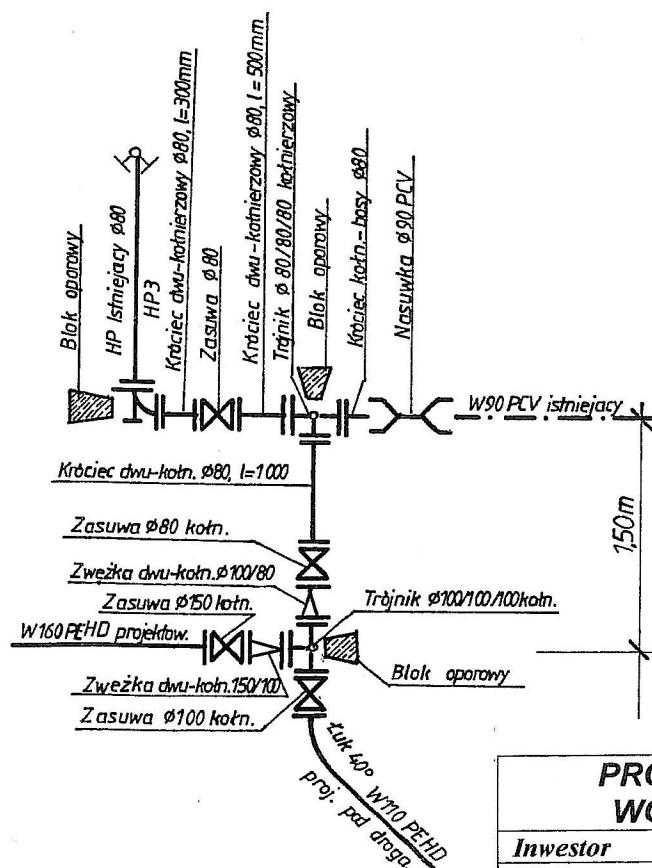 Blok oporowy
HP Istniejacy ø80
HP3
Króciec dwu-kołnierzowy ø80, l=300mm
Zasuwa ø80
Króciec dwu-kołnierzowy ø80, l=500mm
Trójnik ø 80/80/80 kołnierzowy
Blok oporowy
Króciec kołn.-bosy ø80
Nasuwka ø90 PCV
W90 PCV istniejacy
Króciec dwu-kołn. ø80, l=1000
1,50m
Zasuwa ø80 kołn.
Zwężka dwu-kołn. ø100/80
Zasuwa ø150 kołn.
Trójnik ø100/100/100 kołn.
W160 PEHD projektow.
Blok oporowy
Zwężka dwu-kołn. 150/100
Zasuwa ø100 kołn.
Łuk 40° W110 PEHD
proj. pod droga
Inwestor